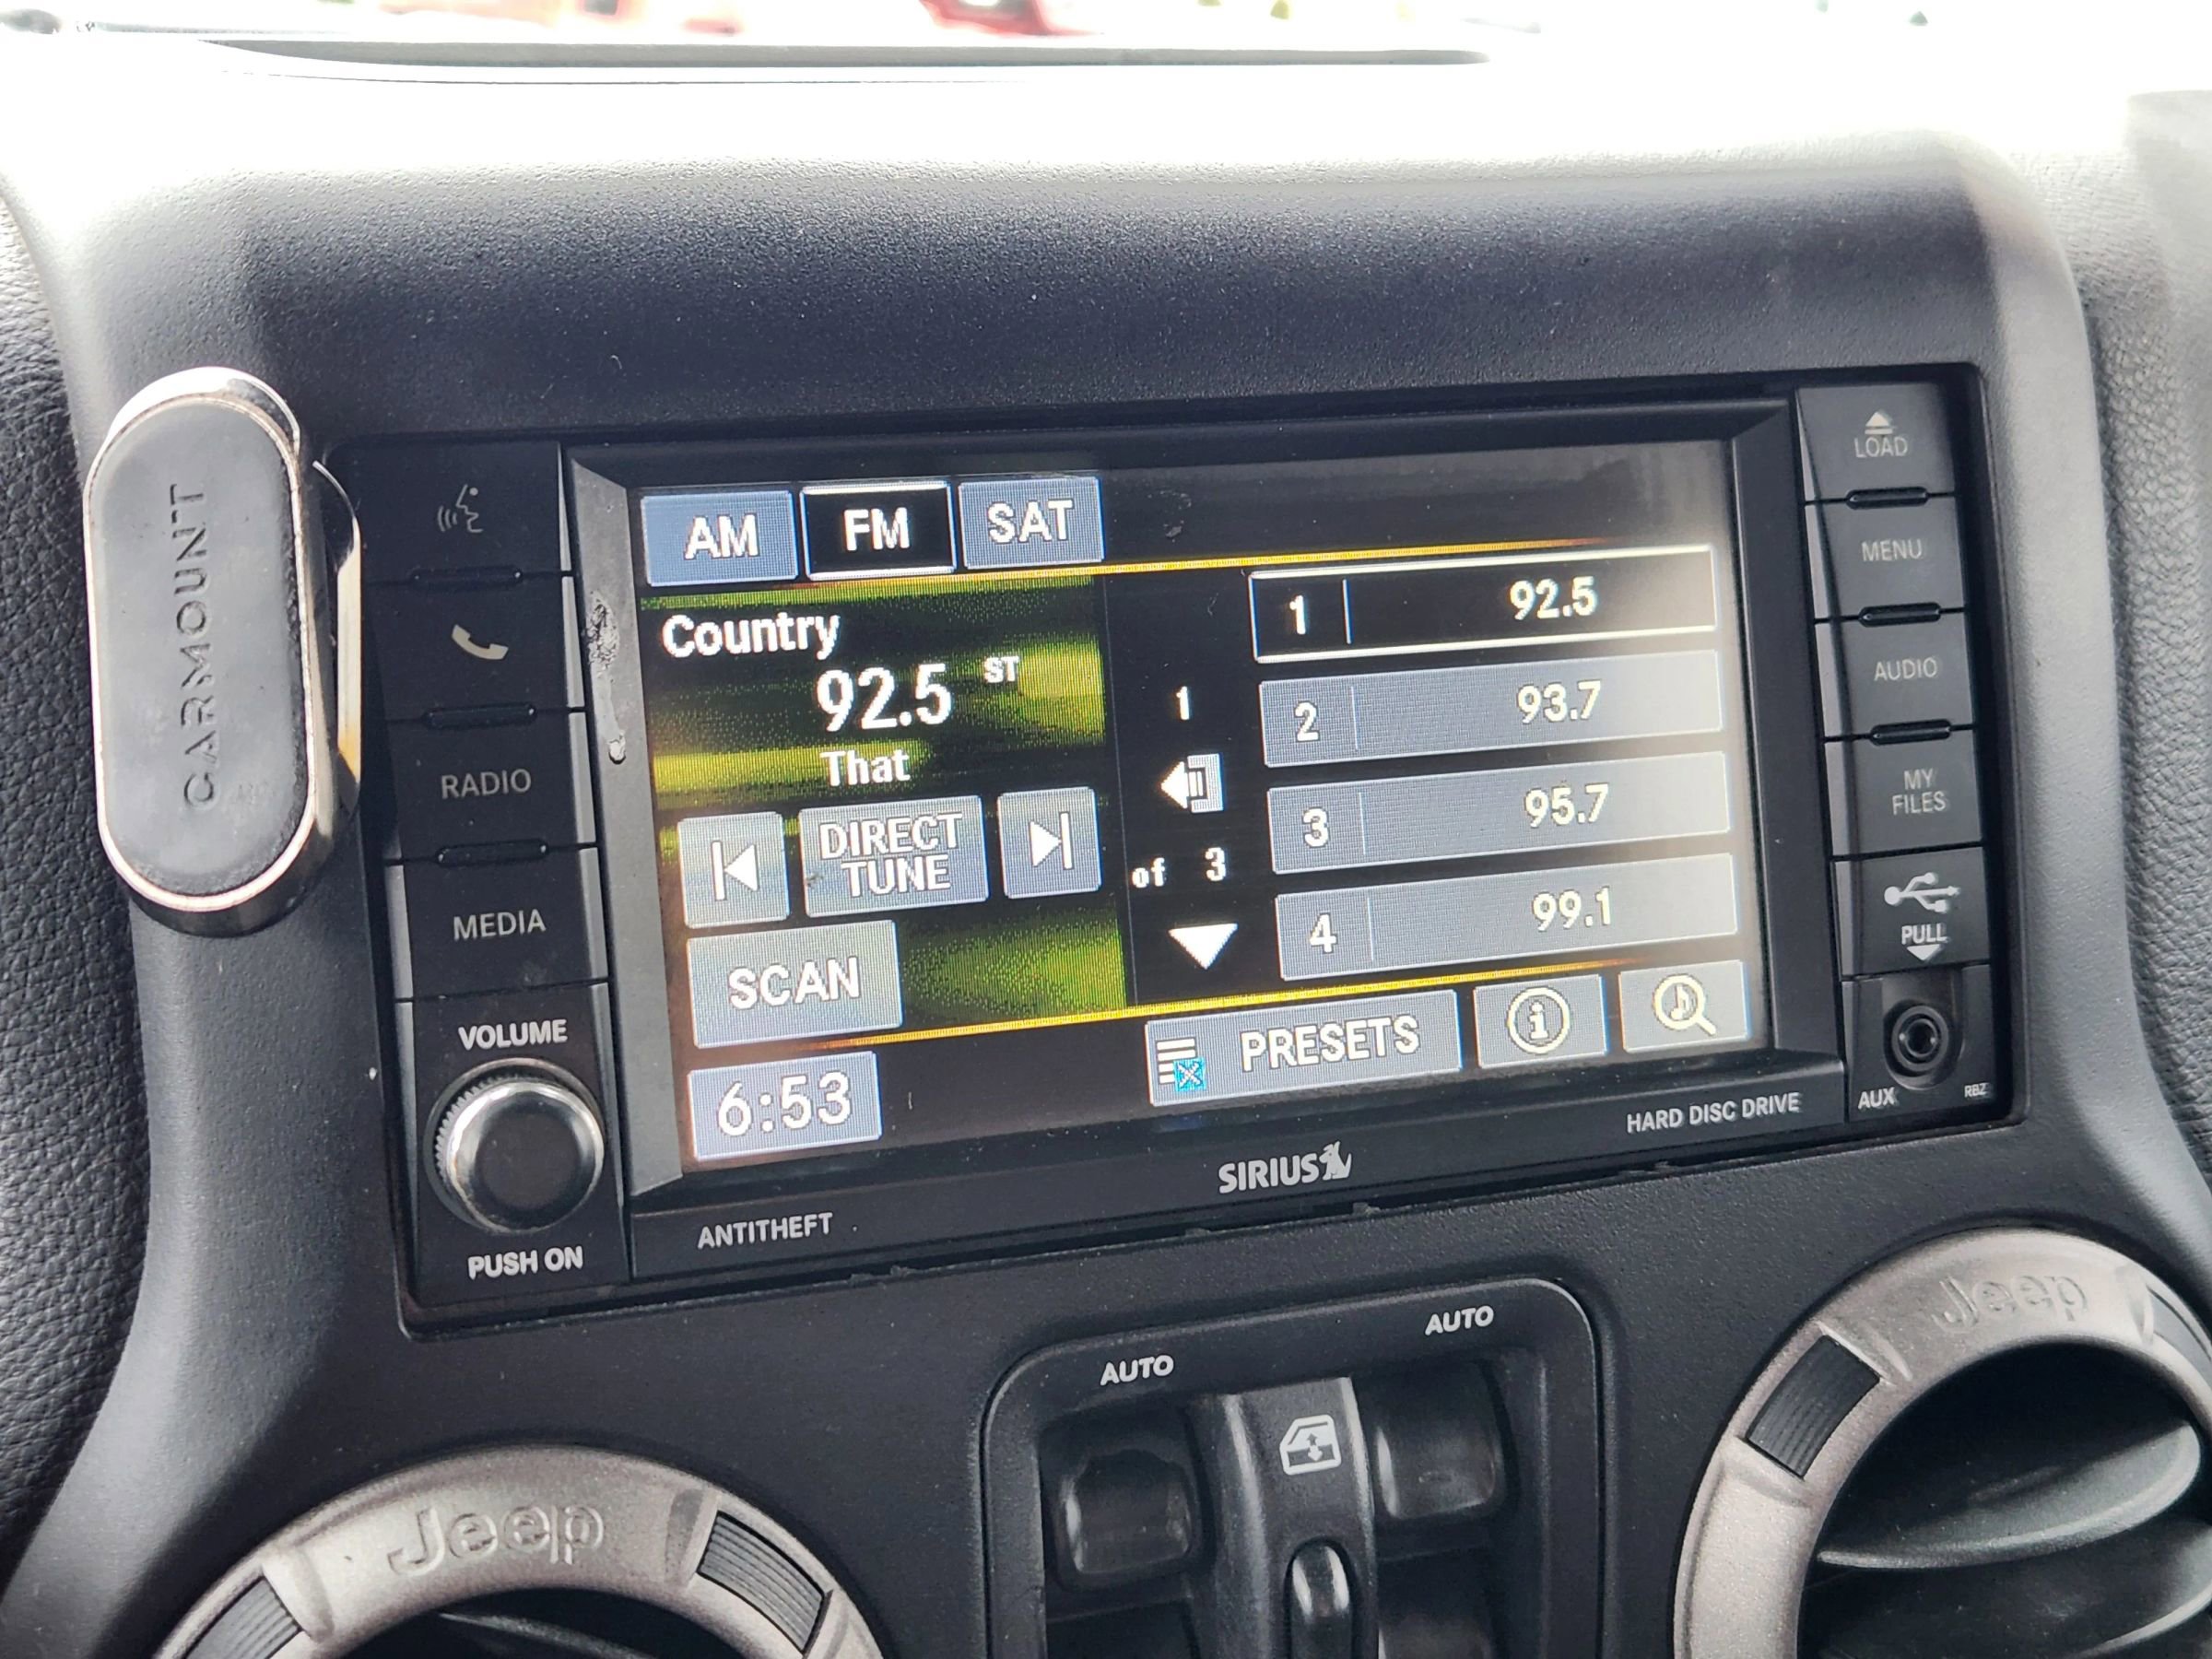 CARMOUNT
RADIO
MEDIA
VOLUME
PUSH ON
AM FM SAT
Country
92.5 ST
That
DIRECT
TUNE
SCAN
6:53
1
of 3
1 92.5
2 93.7
3 95.7
4 99.1
PRESETS
i
LOAD
MENU
AUDIO
MY
FILES
PULL
AUX RBZ
HARD DISC DRIVE
SIRIUS
ANTITHEFT
AUTO AUTO
Jeep
Jeep